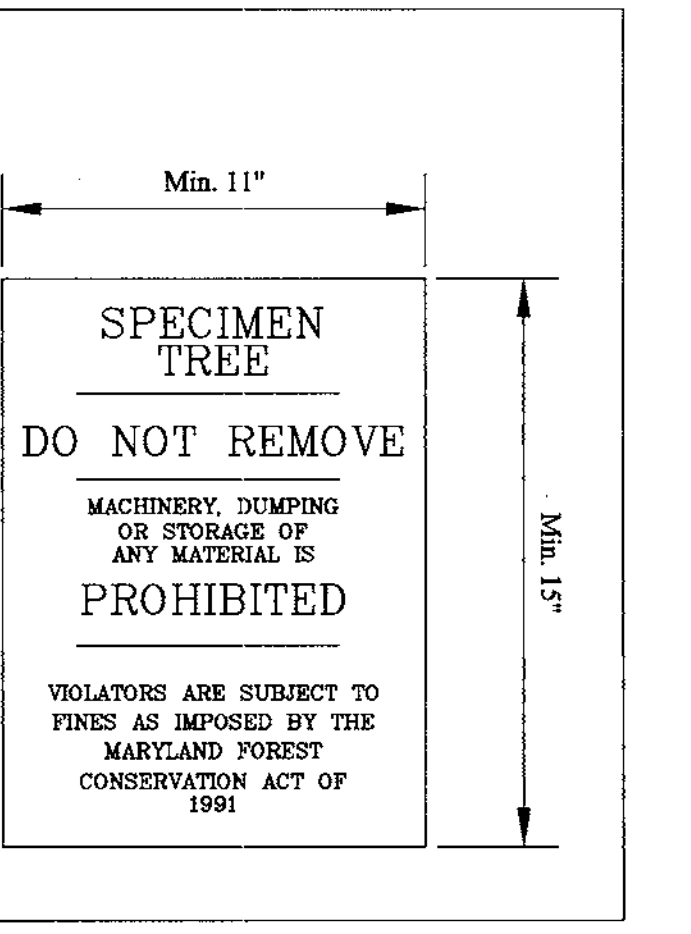 Min. 11"
SPECIMEN
TREE
DO NOT REMOVE
MACHINERY, DUMPING
OR STORAGE OF
ANY MATERIAL IS
PROHIBITED
Min. 15"
VIOLATORS ARE SUBJECT TO
FINES AS IMPOSED BY THE
MARYLAND FOREST
CONSERVATION ACT OF
1991